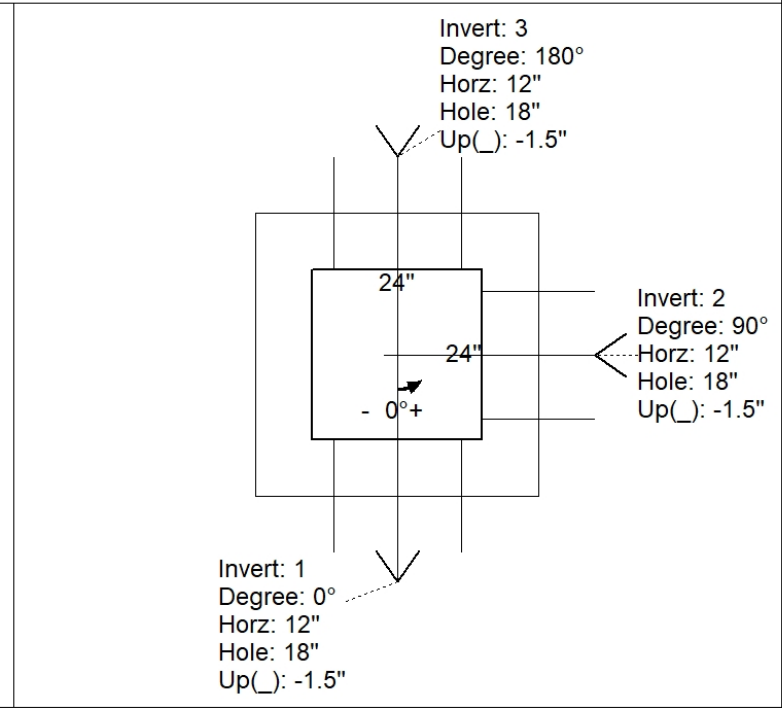 Invert: 3
Degree: 180°
Horz: 12"
Hole: 18"
Up(_): -1.5"
24"
24"
- 0°+
Invert: 2
Degree: 90°
Horz: 12"
Hole: 18"
Up(_): -1.5"
Invert: 1
Degree: 0°
Horz: 12"
Hole: 18"
Up(_): -1.5"